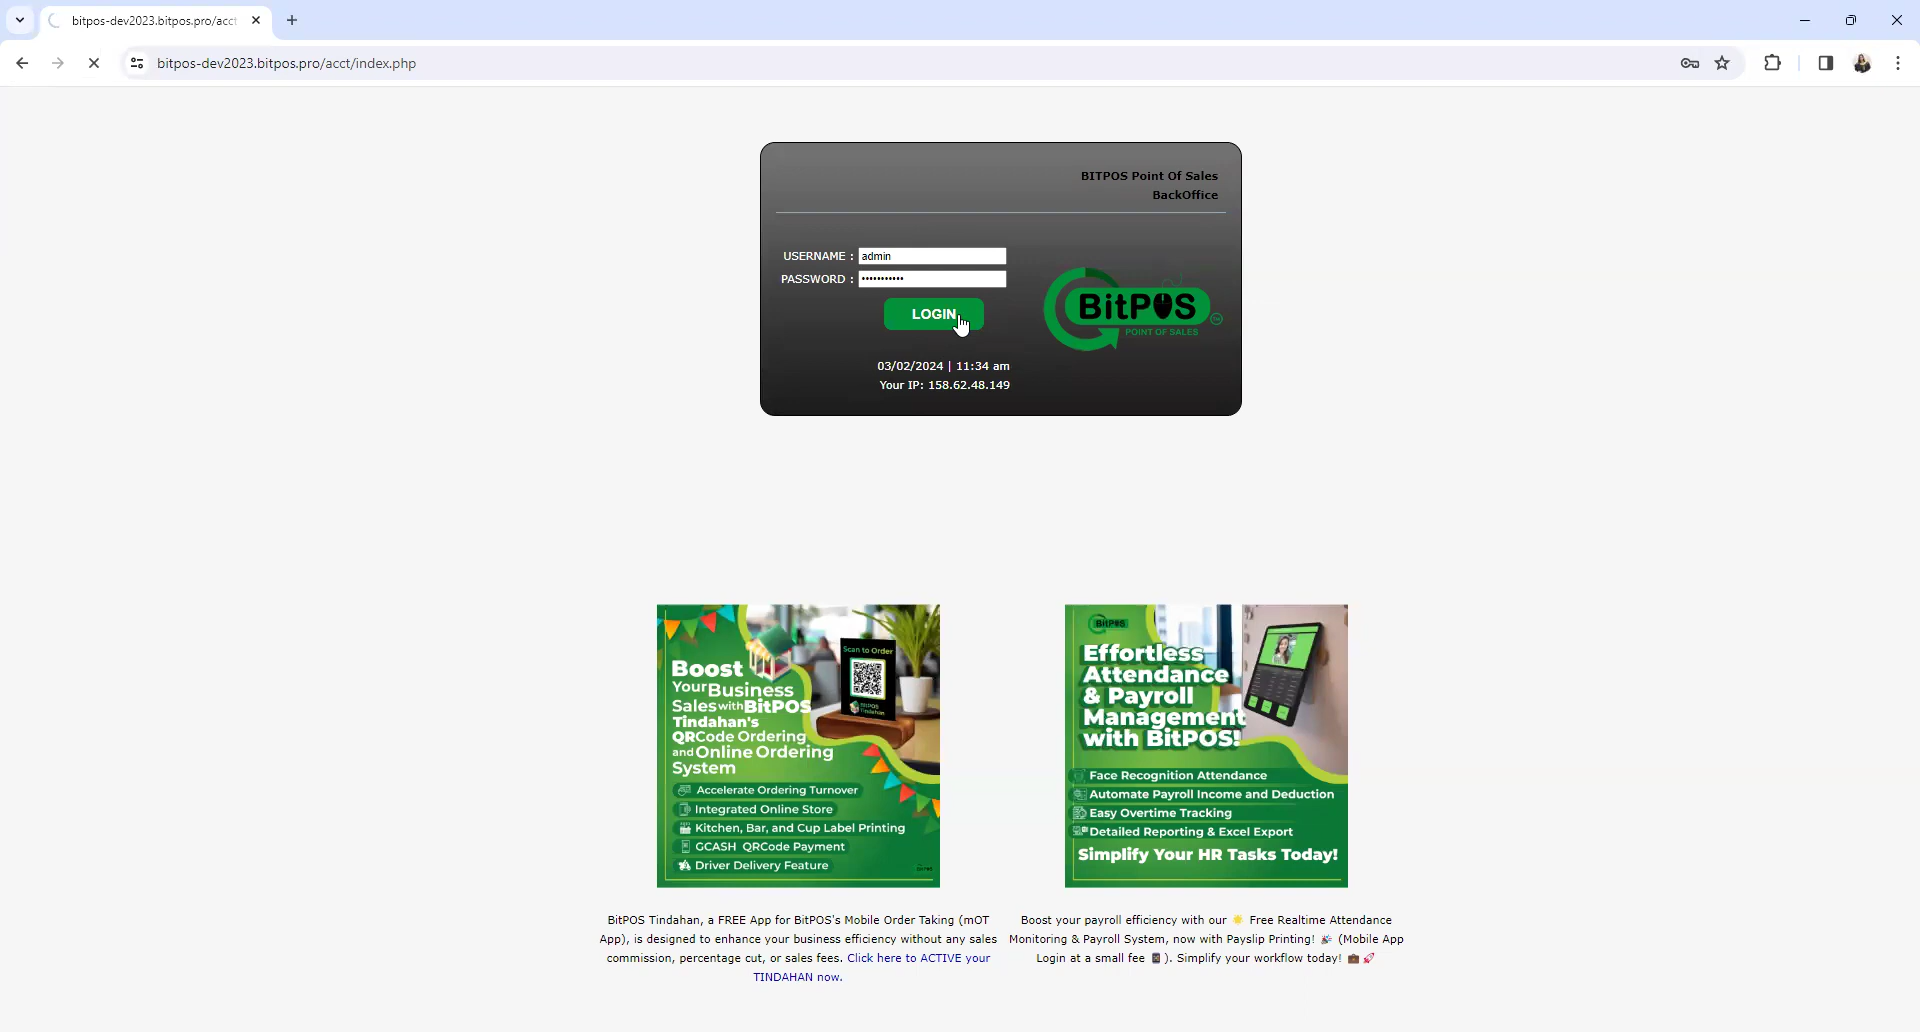 bitpos-dev2023.bitpos.pro/acct
bitpos-dev2023.bitpos.pro/acct/index.php
BITPOS Point Of Sales
BackOffice
USERNAME : admin
PASSWORD : •••••••••••
LOGIN
BitPOS
POINT OF SALES
03/02/2024 | 11:34 am
Your IP: 158.62.48.149
Boost
Your Business
Sales with BitPOS
Tindahan's
QRCode Ordering
and Online Ordering
System
Accelerate Ordering Turnover
Integrated Online Store
Kitchen, Bar, and Cup Label Printing
GCASH QRCode Payment
Driver Delivery Feature
Scan to Order
BitPOS
Tindahan
BitPOS
Effortless
Attendance
& Payroll
Management
with BitPOS!
Face Recognition Attendance
Automate Payroll Income and Deduction
Easy Overtime Tracking
Detailed Reporting & Excel Export
Simplify Your HR Tasks Today!
BitPOS Tindahan, a FREE App for BitPOS's Mobile Order Taking (mOT
App), is designed to enhance your business efficiency without any sales
commission, percentage cut, or sales fees. Click here to ACTIVE your
TINDAHAN now.
Boost your payroll efficiency with our ☀️ Free Realtime Attendance
Monitoring & Payroll System, now with Payslip Printing! 🎉 (Mobile App
Login at a small fee 📱). Simplify your workflow today! 💼 🚀